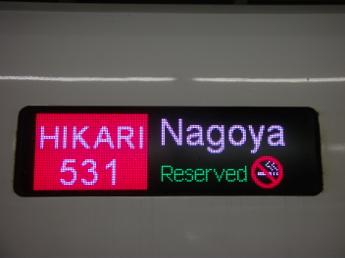 HIKARI
531
Nagoya
Reserved